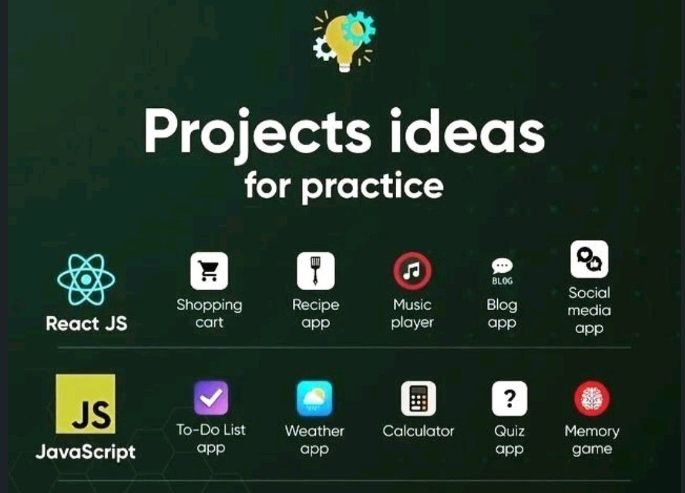 Projects ideas
for practice
React JS
Shopping
cart
Recipe
app
Music
player
BLOG
Blog
app
Social
media
app
JS
JavaScript
To-Do List
app
Weather
app
Calculator
?
Quiz
app
Memory
game